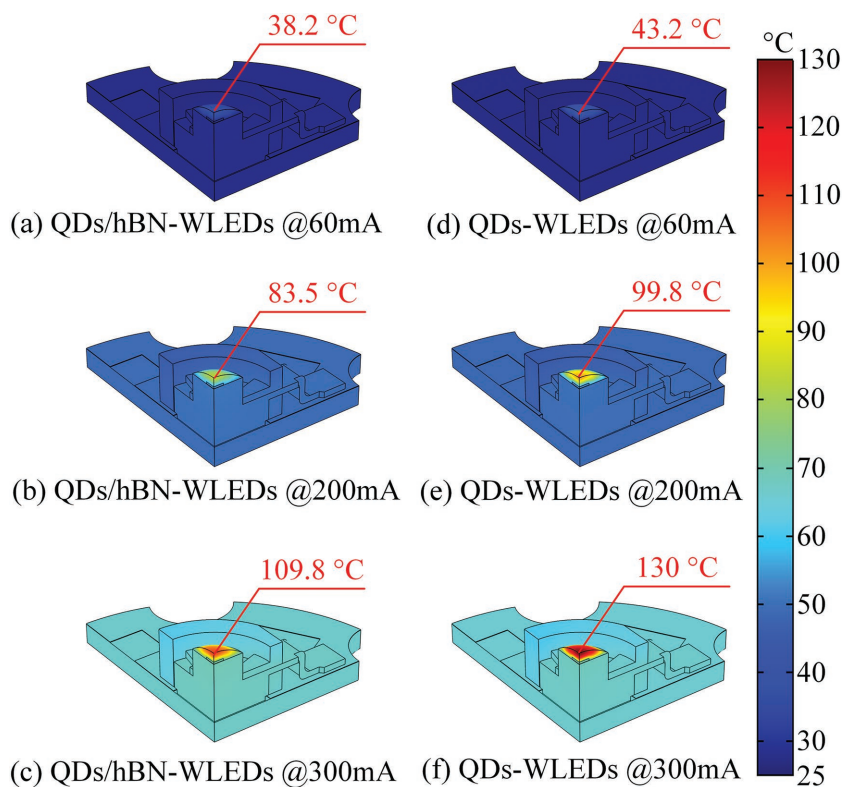 38.2 °C
43.2 °C
°C
130
120
110
100
90
80
70
60
50
40
30
25
(a) QDs/hBN-WLEDs @60mA
(d) QDs-WLEDs @60mA
83.5 °C
99.8 °C
(b) QDs/hBN-WLEDs @200mA
(e) QDs-WLEDs @200mA
109.8 °C
130 °C
(c) QDs/hBN-WLEDs @300mA
(f) QDs-WLEDs @300mA